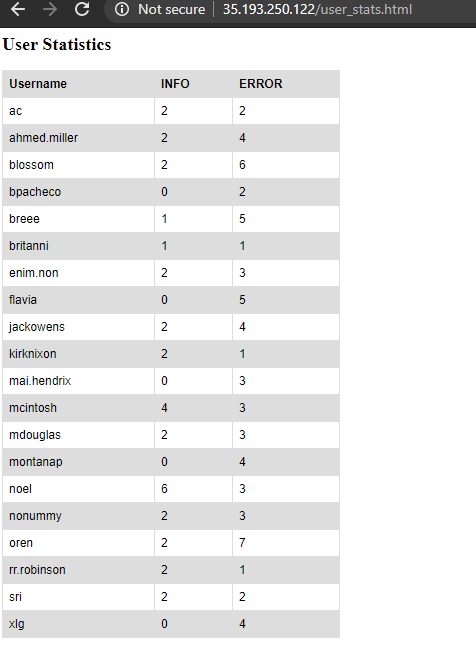 Not secure | 35.193.250.122/user_stats.html
User Statistics
Username INFO ERROR
ac 2 2
ahmed.miller 2 4
blossom 2 6
bpacheco 0 2
breee 1 5
britanni 1 1
enim.non 2 3
flavia 0 5
jackowens 2 4
kirknixon 2 1
mai.hendrix 0 3
mcintosh 4 3
mdouglas 2 3
montanap 0 4
noel 6 3
nonummy 2 3
oren 2 7
rr.robinson 2 1
sri 2 2
xlg 0 4